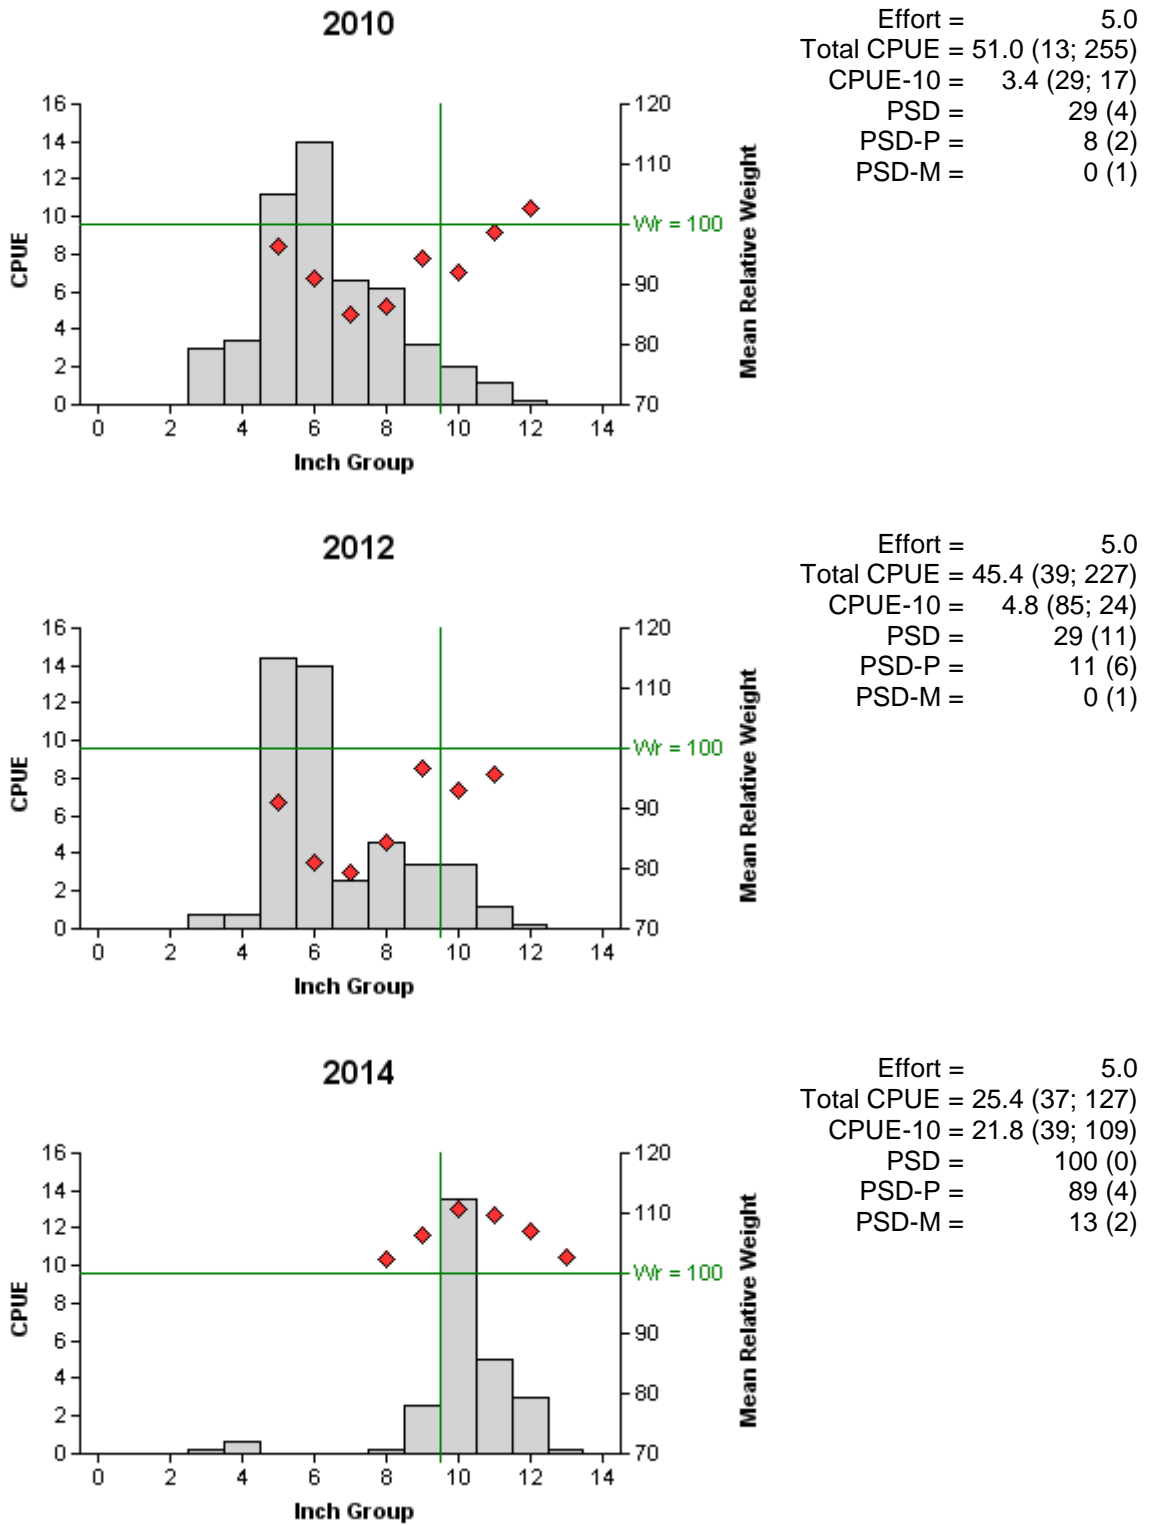 2010
Effort = 5.0
Total CPUE = 51.0 (13; 255)
CPUE-10 = 3.4 (29; 17)
PSD = 29 (4)
PSD-P = 8 (2)
PSD-M = 0 (1)
16
14
12
10
8
6
4
2
0
CPUE
120
110
Wr = 100
90
80
70
Mean Relative Weight
0 2 4 6 8 10 12 14
Inch Group
2012
Effort = 5.0
Total CPUE = 45.4 (39; 227)
CPUE-10 = 4.8 (85; 24)
PSD = 29 (11)
PSD-P = 11 (6)
PSD-M = 0 (1)
16
14
12
10
8
6
4
2
0
CPUE
120
110
Wr = 100
90
80
70
Mean Relative Weight
0 2 4 6 8 10 12 14
Inch Group
2014
Effort = 5.0
Total CPUE = 25.4 (37; 127)
CPUE-10 = 21.8 (39; 109)
PSD = 100 (0)
PSD-P = 89 (4)
PSD-M = 13 (2)
16
14
12
10
8
6
4
2
0
CPUE
120
110
Wr = 100
90
80
70
Mean Relative Weight
0 2 4 6 8 10 12 14
Inch Group